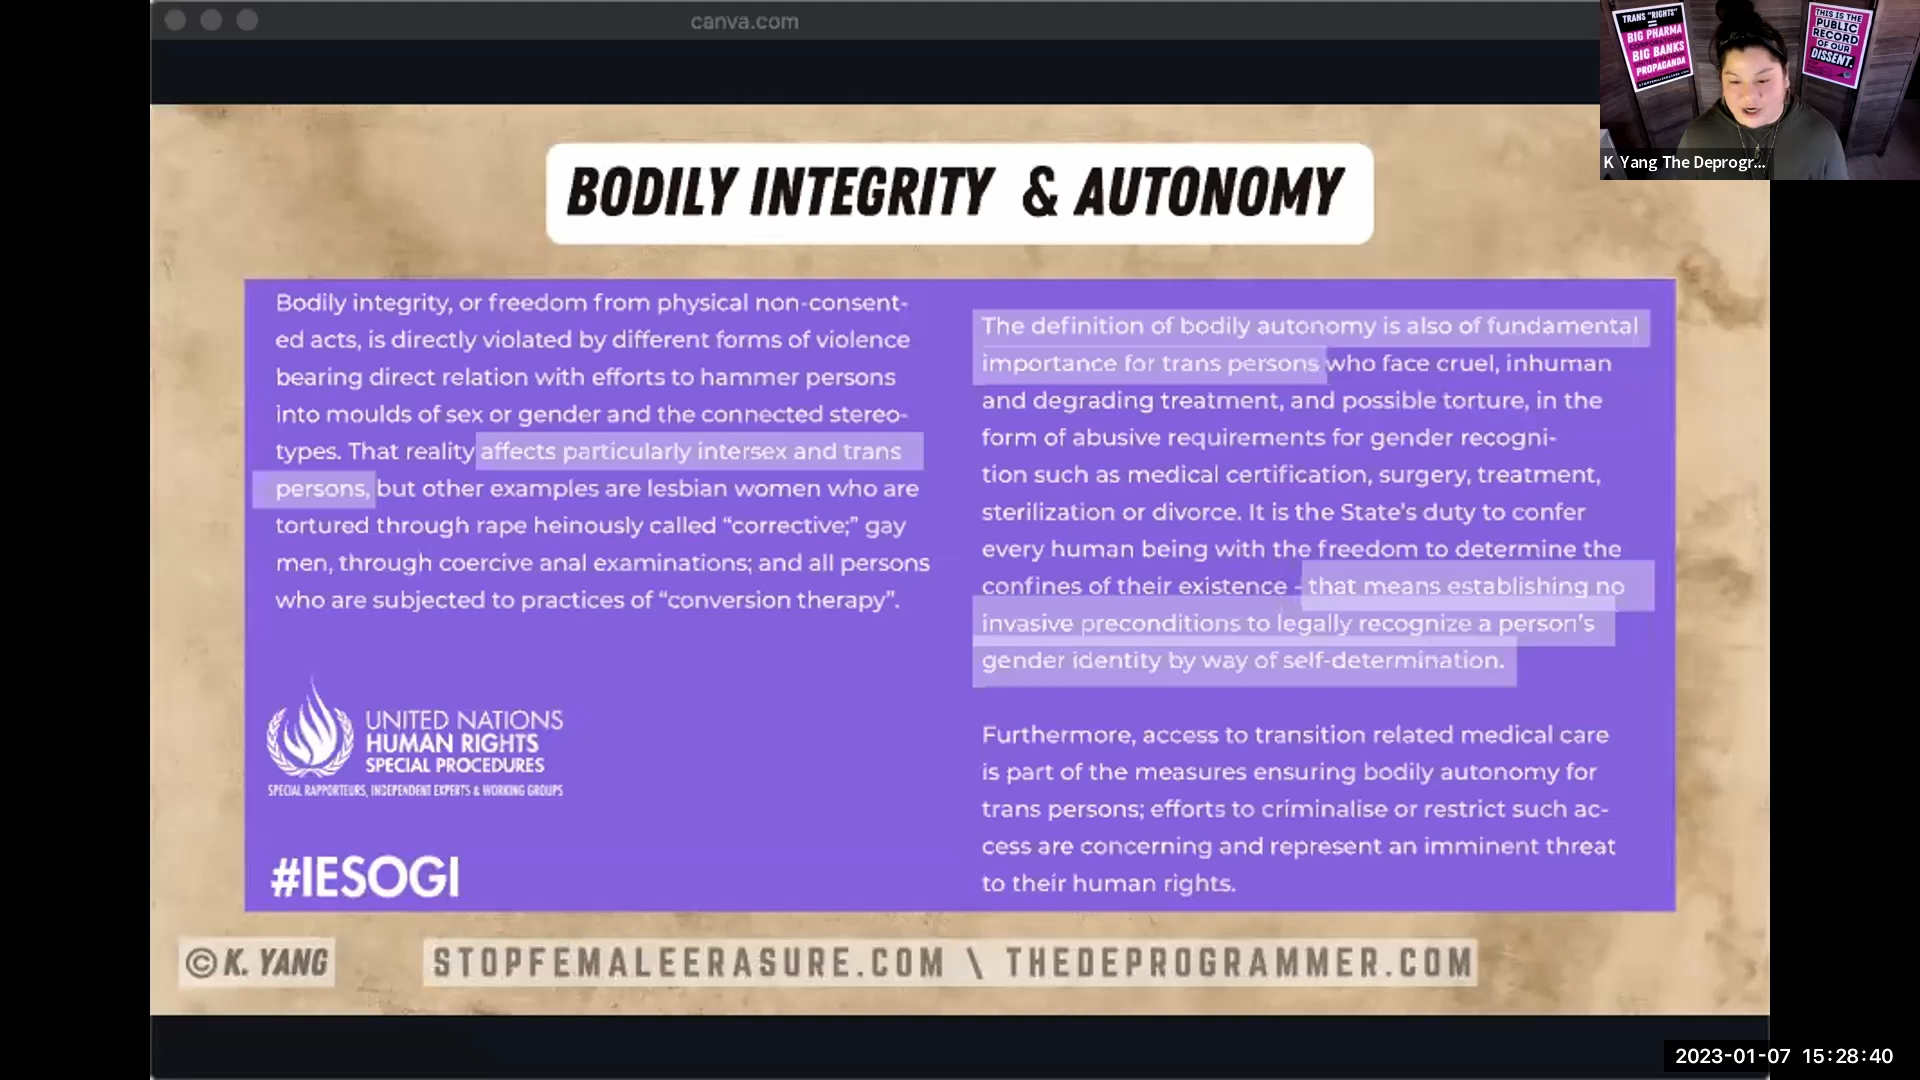 canva.com
TRANS "RIGHTS"
=
BIG PHARMA
BIG BANKS
PROPAGANDA
THIS IS THE
PUBLIC
RECORD
OF OUR
DISSENT.
K Yang The Deprogr...
BODILY INTEGRITY & AUTONOMY
Bodily integrity, or freedom from physical non-consent-
ed acts, is directly violated by different forms of violence
bearing direct relation with efforts to hammer persons
into moulds of sex or gender and the connected stereo-
types. That reality affects particularly intersex and trans
persons, but other examples are lesbian women who are
tortured through rape heinously called “corrective;” gay
men, through coercive anal examinations; and all persons
who are subjected to practices of “conversion therapy”.
UNITED NATIONS
HUMAN RIGHTS
SPECIAL PROCEDURES
SPECIAL RAPPORTEURS, INDEPENDENT EXPERTS & WORKING GROUPS
#IESOGI
The definition of bodily autonomy is also of fundamental
importance for trans persons who face cruel, inhuman
and degrading treatment, and possible torture, in the
form of abusive requirements for gender recogni-
tion such as medical certification, surgery, treatment,
sterilization or divorce. It is the State's duty to confer
every human being with the freedom to determine the
confines of their existence - that means establishing no
invasive preconditions to legally recognize a person's
gender identity by way of self-determination.
Furthermore, access to transition related medical care
is part of the measures ensuring bodily autonomy for
trans persons; efforts to criminalise or restrict such ac-
cess are concerning and represent an imminent threat
to their human rights.
© K. YANG
STOPFEMALEERASURE.COM \ THEDEPROGRAMMER.COM
2023-01-07 15:28:40